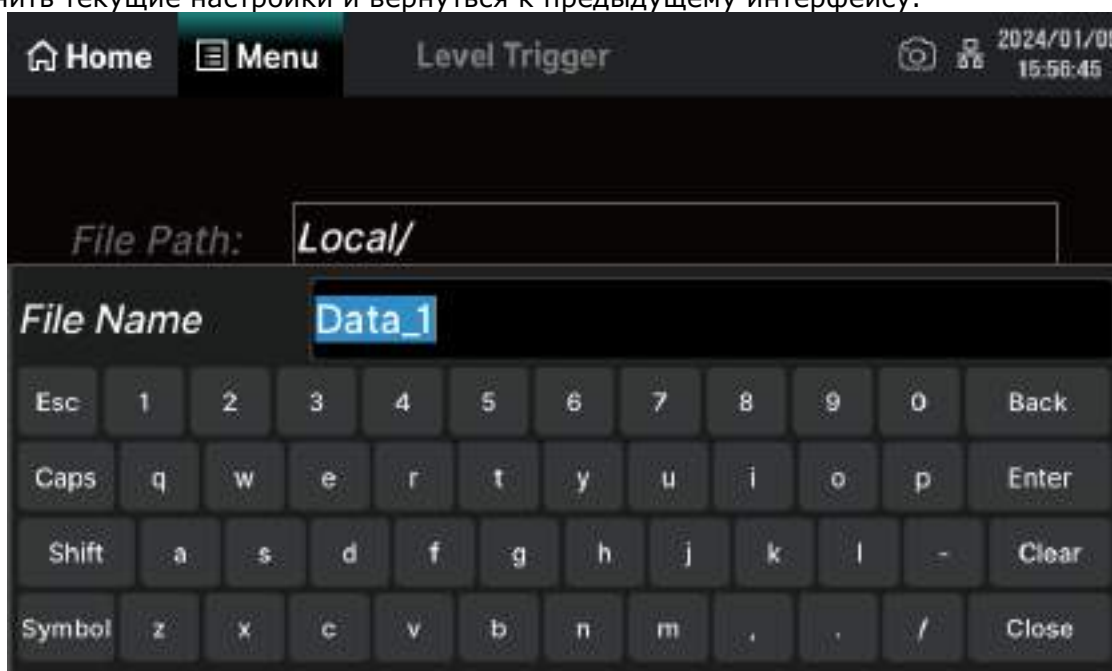 нить текущие настройки и вернуться к предыдущему интерфейсу.
Home Menu Level Trigger 2024/01/05
15:56:45
File Path: Local/
File Name Data_1
Esc 1 2 3 4 5 6 7 8 9 0 Back
Caps q w e r t y u i o p Enter
Shift a s d f g h j k l - Clear
Symbol z x c v b n m , . / Close